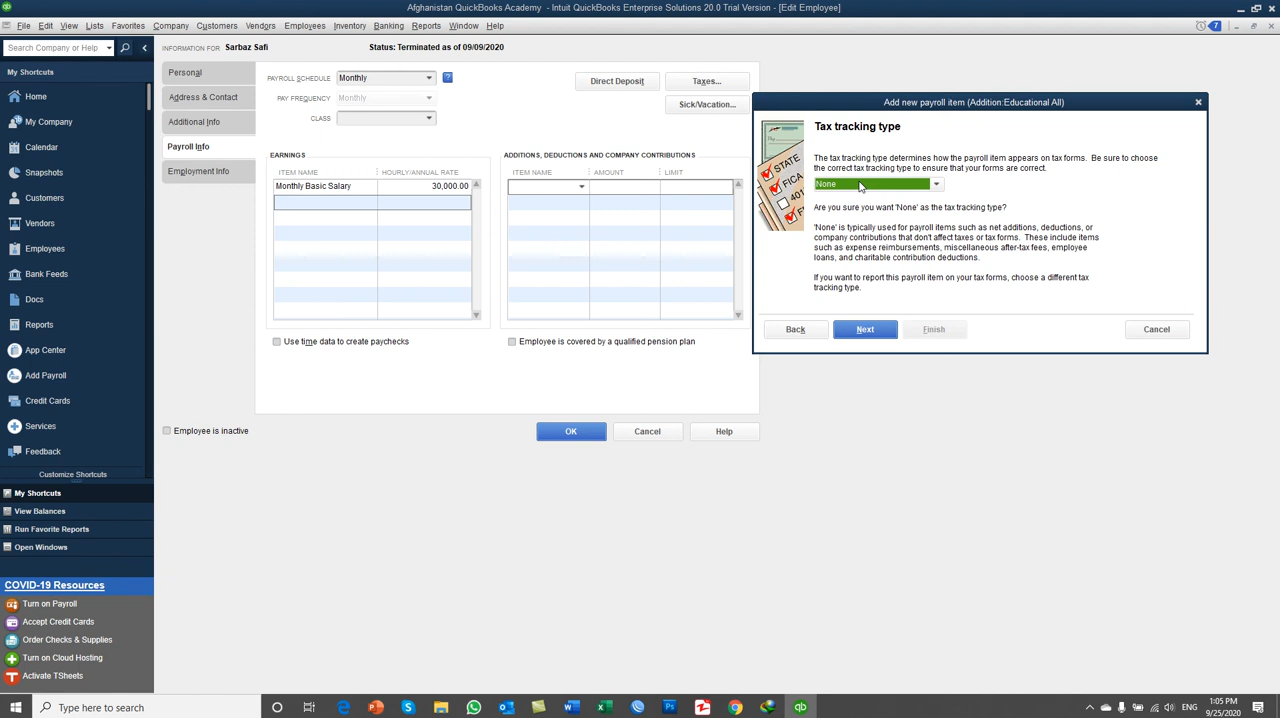 Afghanistan QuickBooks Academy - Intuit QuickBooks Enterprise Solutions 20.0 Trial Version - [Edit Employee]
File Edit View Lists Favorites Company Customers Vendors Employees Inventory Banking Reports Window Help
7
Search Company or Help
My Shortcuts
Home
My Company
Calendar
Snapshots
Customers
Vendors
Employees
Bank Feeds
Docs
Reports
App Center
Add Payroll
Credit Cards
Services
Feedback
Customize Shortcuts
My Shortcuts
View Balances
Run Favorite Reports
Open Windows
COVID-19 Resources
Turn on Payroll
Accept Credit Cards
Order Checks & Supplies
Turn on Cloud Hosting
Activate TSheets
INFORMATION FOR Sarbaz Safi Status: Terminated as of 09/09/2020
Personal
Address & Contact
Additional Info
Payroll Info
Employment Info
PAYROLL SCHEDULE Monthly ?
PAY FREQUENCY Monthly
CLASS
Direct Deposit Taxes...
Sick/Vacation...
EARNINGS
ITEM NAME HOURLY/ANNUAL RATE
Monthly Basic Salary 30,000.00
ADDITIONS, DEDUCTIONS AND COMPANY CONTRIBUTIONS
ITEM NAME AMOUNT LIMIT
Use time data to create paychecks
Employee is covered by a qualified pension plan
Employee is inactive
OK Cancel Help
Add new payroll item (Addition:Educational All)
STATE
FICA
401
Tax tracking type
The tax tracking type determines how the payroll item appears on tax forms. Be sure to choose
the correct tax tracking type to ensure that your forms are correct.
None
Are you sure you want 'None' as the tax tracking type?
'None' is typically used for payroll items such as net additions, deductions, or
company contributions that don't affect taxes or tax forms. These include items
such as expense reimbursements, miscellaneous after-tax fees, employee
loans, and charitable contribution deductions.
If you want to report this payroll item on your tax forms, choose a different tax
tracking type.
Back Next Finish Cancel
Type here to search
1:05 PM
9/25/2020